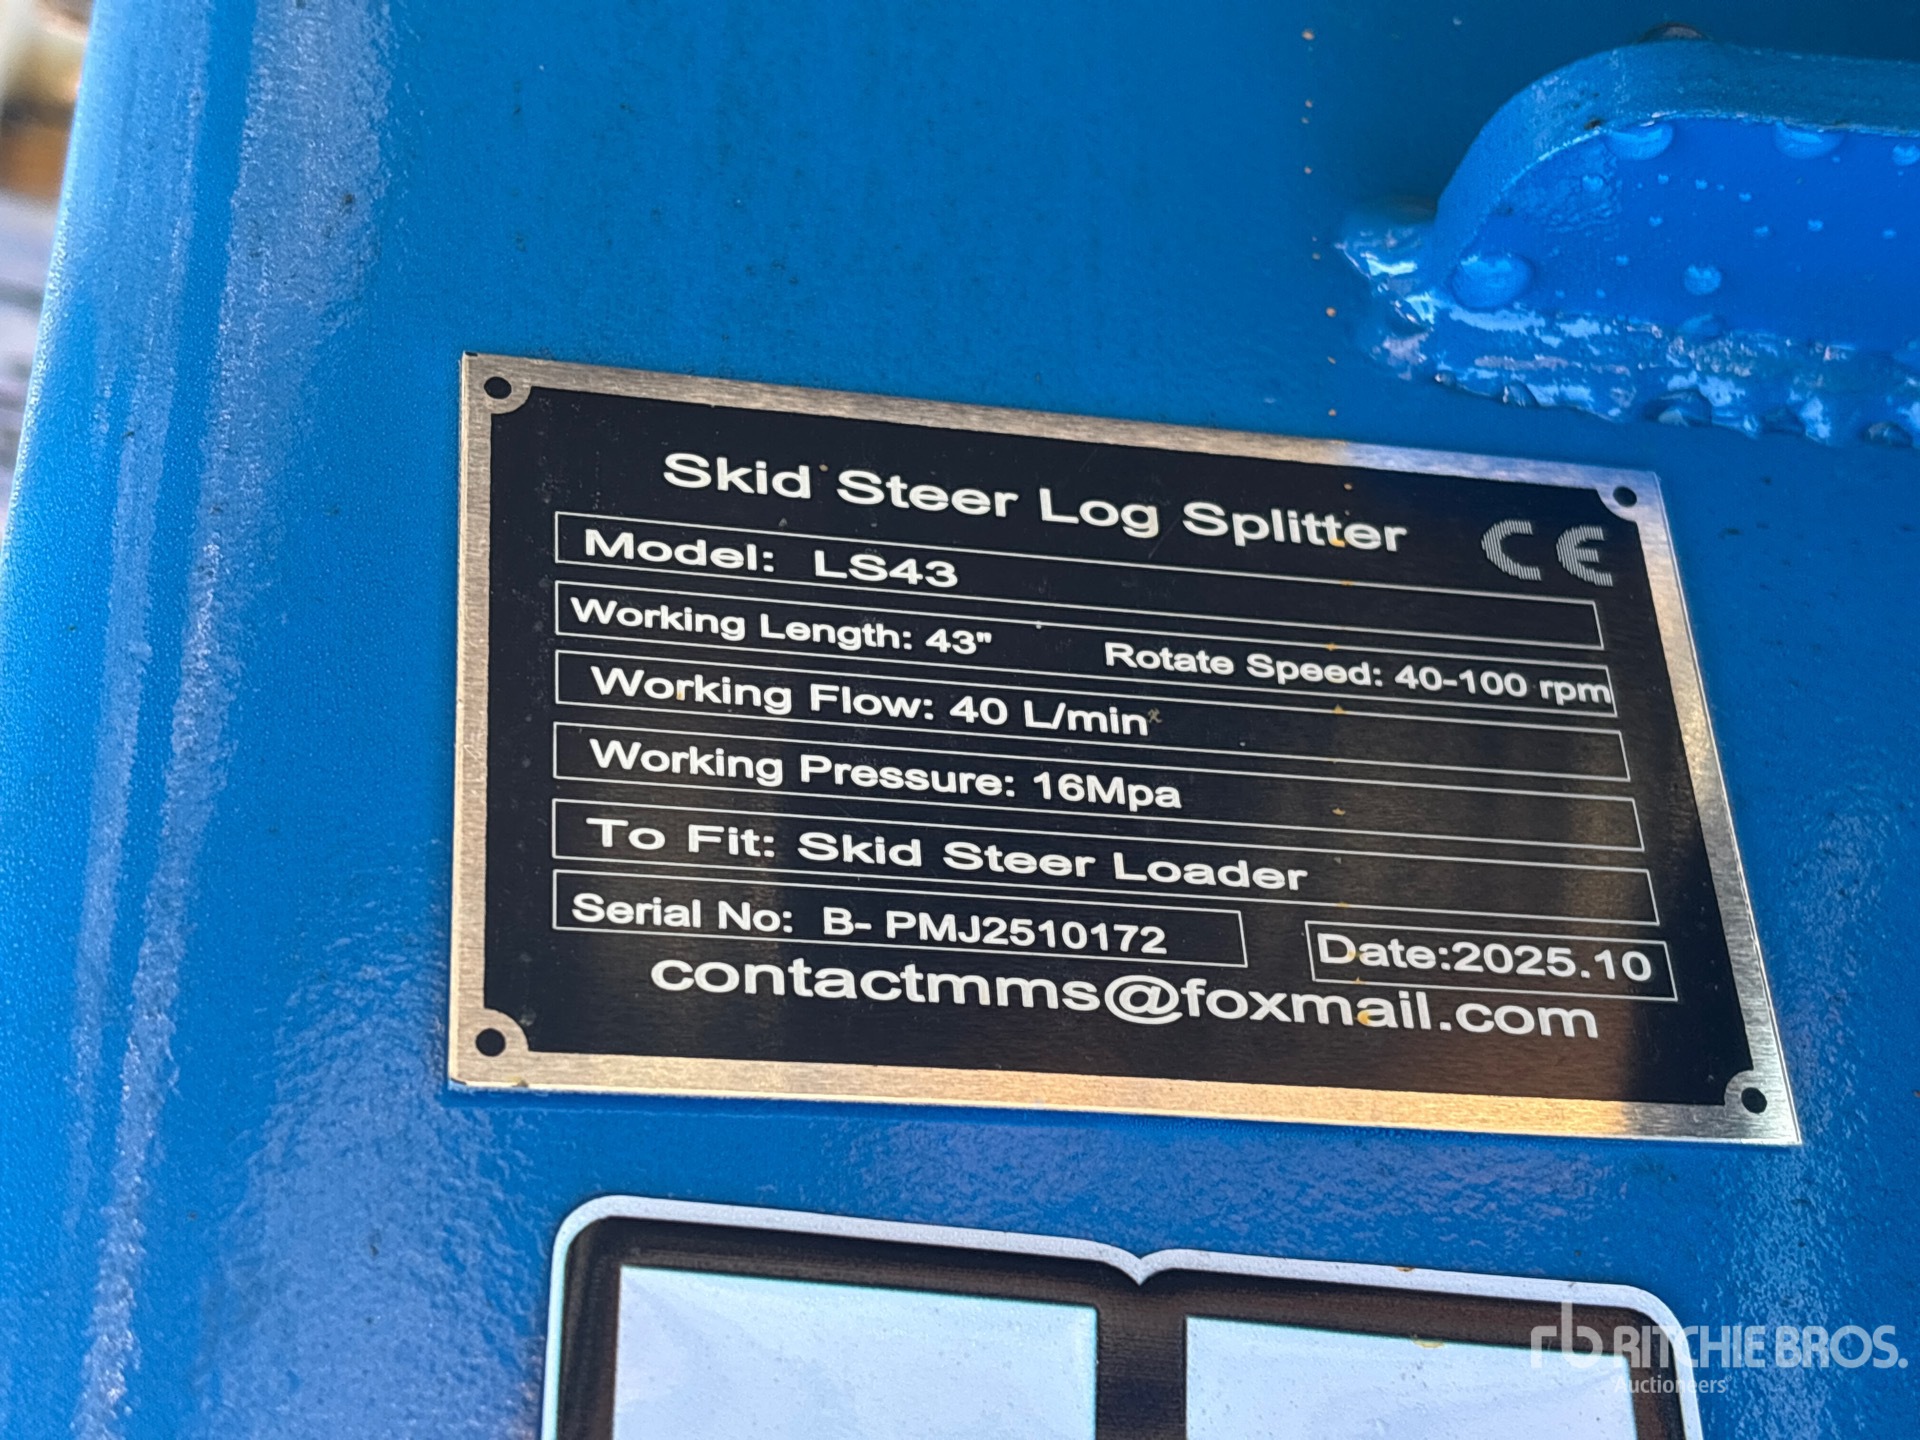 Skid Steer Log Splitter
CE
Model: LS43
Working Length: 43" Rotate Speed: 40-100 rpm
Working Flow: 40 L/min
Working Pressure: 16Mpa
To Fit: Skid Steer Loader
Serial No: B- PMJ2510172 Date:2025.10
contactmms@foxmail.com
rb RITCHIE BROS.
Auctioneers